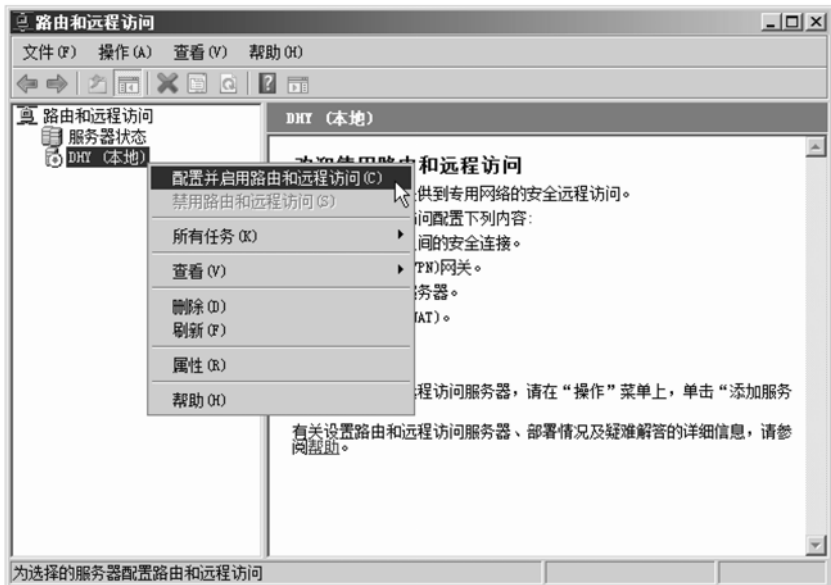 路由和远程访问
文件(F) 操作(A) 查看(V) 帮助(H)
路由和远程访问
服务器状态
DHY (本地)
DHY (本地)
配置并启用路由和远程访问(C)
禁用路由和远程访问(S)
所有任务(K)
查看(V)
删除(D)
刷新(F)
属性(R)
帮助(H)
欢迎使用路由和远程访问
供到专用网络的安全远程访问。
问配置下列内容:
间的安全连接。
PN)网关。
务器。
NAT)。
程访问服务器,请在“操作”菜单上,单击“添加服务
有关设置路由和远程访问服务器、部署情况及疑难解答的详细信息,请参
阅帮助。
为选择的服务器配置路由和远程访问